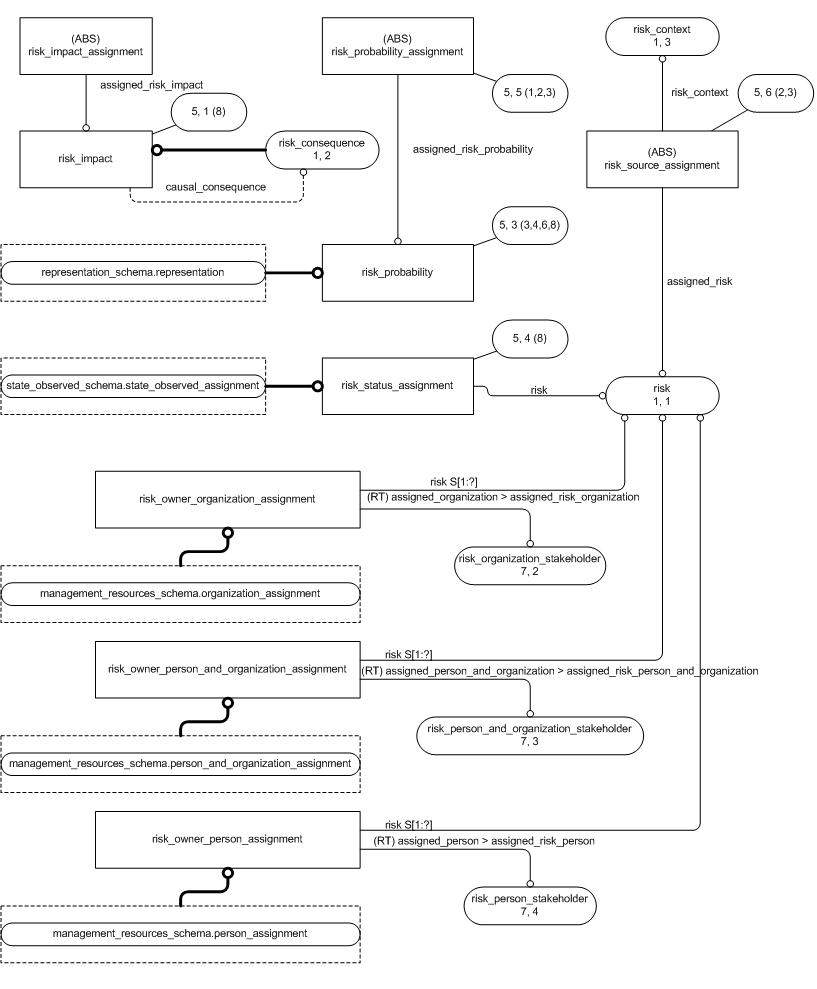 (ABS)
risk_impact_assignment
(ABS)
risk_probability_assignment
risk_context
1, 3
assigned_risk_impact
5, 1 (8)
5, 5 (1,2,3)
risk_context
5, 6 (2,3)
risk_impact
risk_consequence
1, 2
assigned_risk_probability
(ABS)
risk_source_assignment
causal_consequence
5, 3 (3,4,6,8)
representation_schema.representation
risk_probability
assigned_risk
5, 4 (8)
state_observed_schema.state_observed_assignment
risk_status_assignment
risk
risk
1, 1
risk_owner_organization_assignment
risk S[1:?]
(RT) assigned_organization > assigned_risk_organization
risk_organization_stakeholder
7, 2
management_resources_schema.organization_assignment
risk_owner_person_and_organization_assignment
risk S[1:?]
(RT) assigned_person_and_organization > assigned_risk_person_and_organization
risk_person_and_organization_stakeholder
7, 3
management_resources_schema.person_and_organization_assignment
risk_owner_person_assignment
risk S[1:?]
(RT) assigned_person > assigned_risk_person
risk_person_stakeholder
7, 4
management_resources_schema.person_assignment